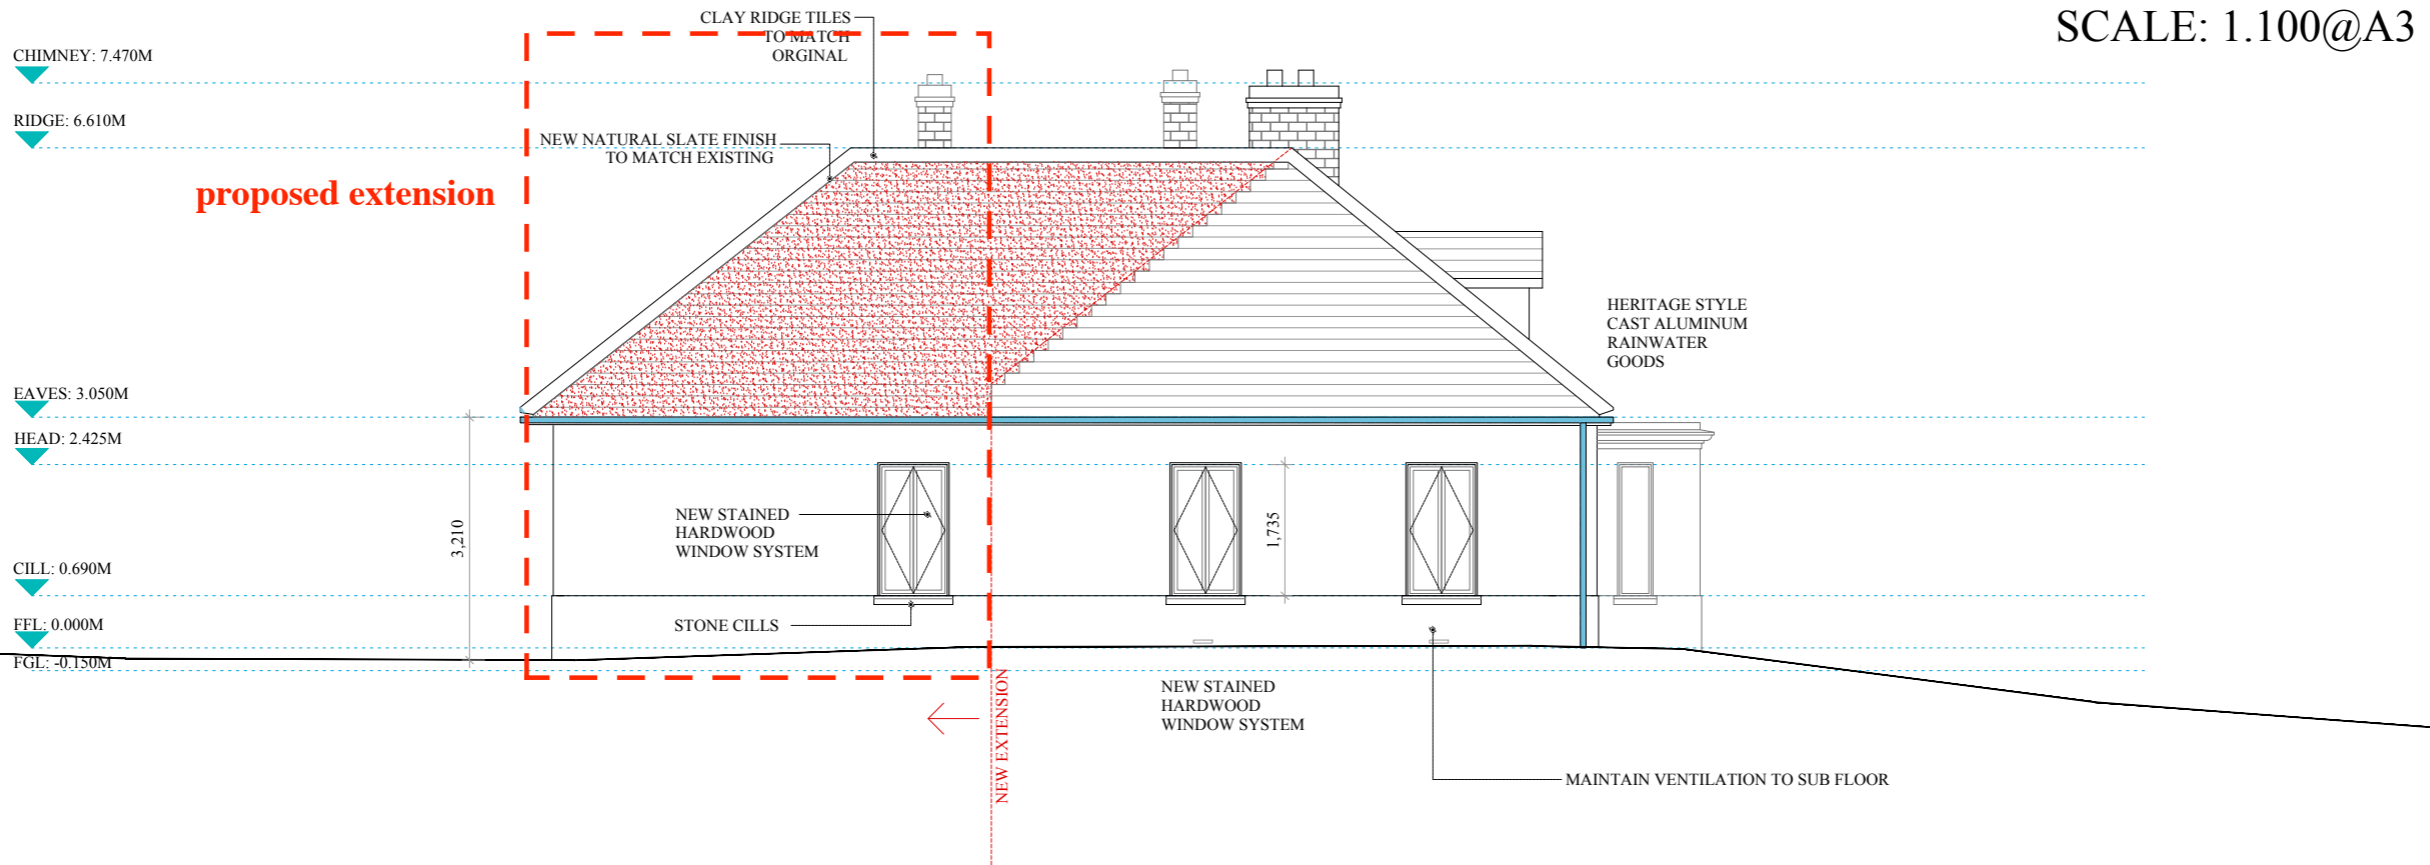 SCALE: 1.100@A3
CLAY RIDGE TILES
TO MATCH
ORGINAL
CHIMNEY: 7.470M
RIDGE: 6.610M
NEW NATURAL SLATE FINISH
TO MATCH EXISTING
proposed extension
HERITAGE STYLE
CAST ALUMINUM
RAINWATER
GOODS
EAVES: 3.050M
HEAD: 2.425M
3,210
NEW STAINED
HARDWOOD
WINDOW SYSTEM
1,735
CILL: 0.690M
FFL: 0.000M
STONE CILLS
FGL: -0.150M
NEW EXTENSION
NEW STAINED
HARDWOOD
WINDOW SYSTEM
MAINTAIN VENTILATION TO SUB FLOOR